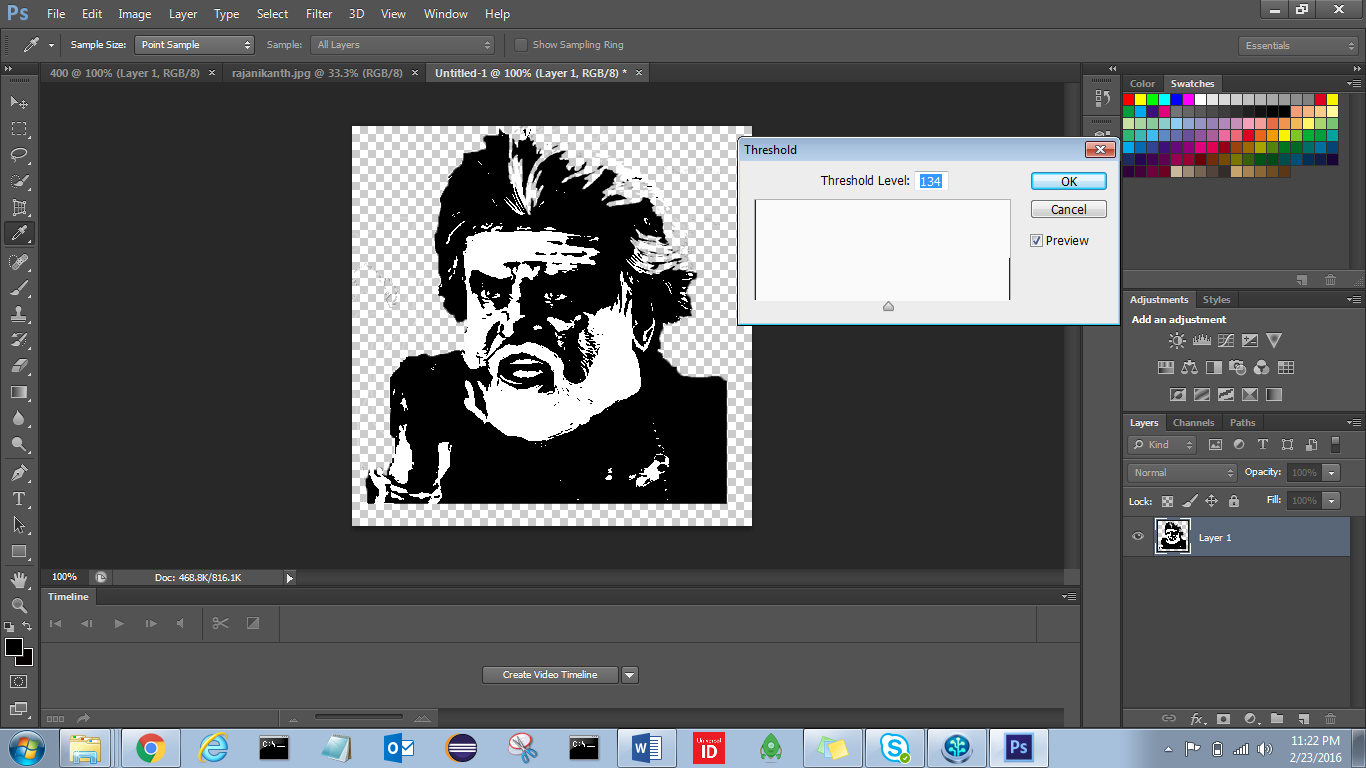 Ps File Edit Image Layer Type Select Filter 3D View Window Help
Sample Size: Point Sample Sample: All Layers Show Sampling Ring Essentials
400 @ 100% (Layer 1, RGB/8) × rajanikanth.jpg @ 33.3% (RGB/8) × Untitled-1 @ 100% (Layer 1, RGB/8) * ×
Color Swatches
Threshold
Threshold Level: 134
OK
Cancel
Preview
Adjustments Styles
Add an adjustment
Layers Channels Paths
Kind
Normal Opacity: 100%
Lock: Fill: 100%
Layer 1
100% Doc: 468.8K/816.1K
Timeline
Create Video Timeline
fx
C:\
W
Universal
ID
S
Ps
11:22 PM
2/23/2016